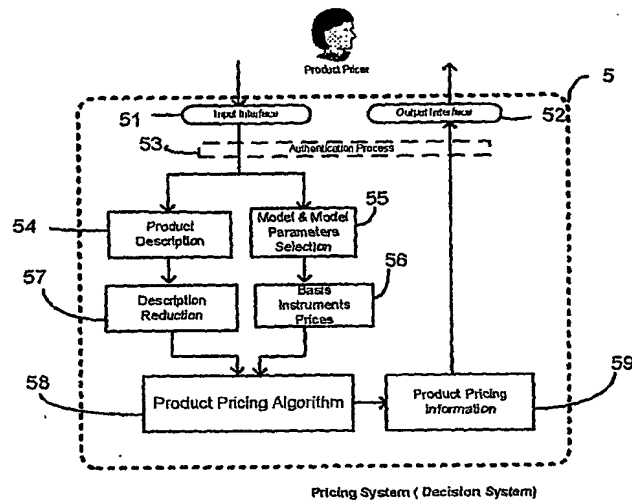 Product Pricer
5
51
Input Interface
Output Interface
52
53
Authentication Process
54
Product
Description
Model & Model
Parameters
Selection
55
57
Description
Reduction
Basis
Instruments
Prices
56
58
Product Pricing Algorithm
Product Pricing
Information
59
Pricing System ( Decision System)